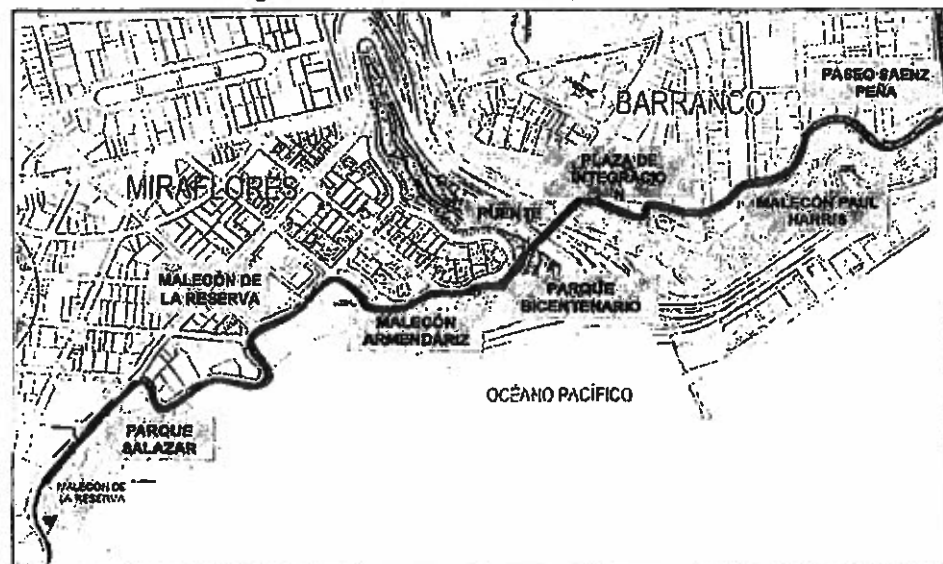 PASEO SAENZ
PEÑA
BARRANCO
PLAZA DE
INTEGRACIO
N
MIRAFLORES
PUENTE
MALECÓN PAUL
HARRIS
MALECÓN DE
LA RESERVA
PARQUE
BICENTENARIO
MALECÓN
ARMENDÁRIZ
OCÉANO PACÍFICO
PARQUE
SALAZAR
MALECÓN DE
LA RESERVA